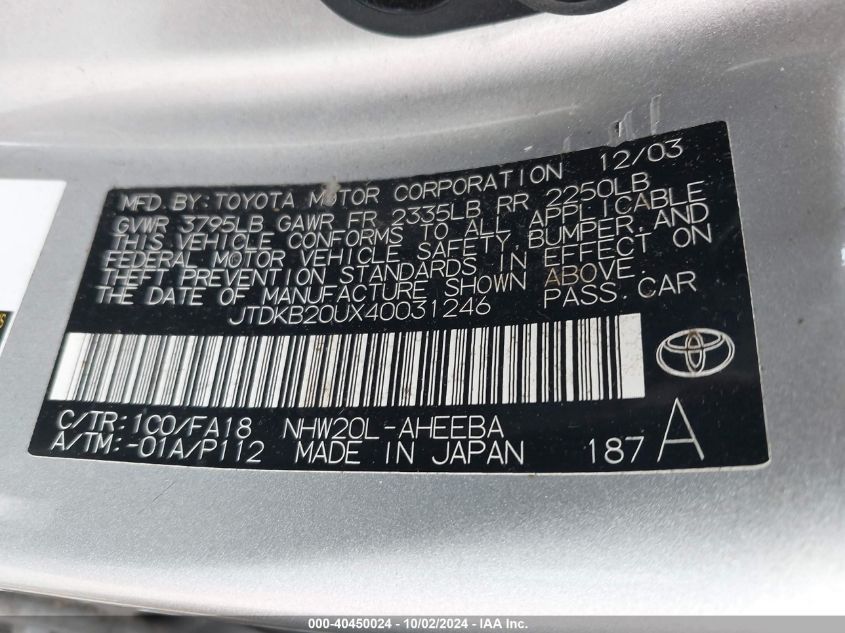 MFD. BY: TOYOTA MOTOR CORPORATION 12/03
GVWR 3795LB GAWR FR 2335LB RR 2250LB
THIS VEHICLE CONFORMS TO ALL APPLICABLE
FEDERAL MOTOR VEHICLE SAFETY, BUMPER, AND
THEFT PREVENTION STANDARDS IN EFFECT ON
THE DATE OF MANUFACTURE SHOWN ABOVE.
JTDKB20UX40031246 PASS. CAR
C/TR: 1C0/FA18 NHW20L-AHEEBA
A/TM: -01A/P112 MADE IN JAPAN 187 A
000-40450024 - 10/02/2024 - IAA Inc.